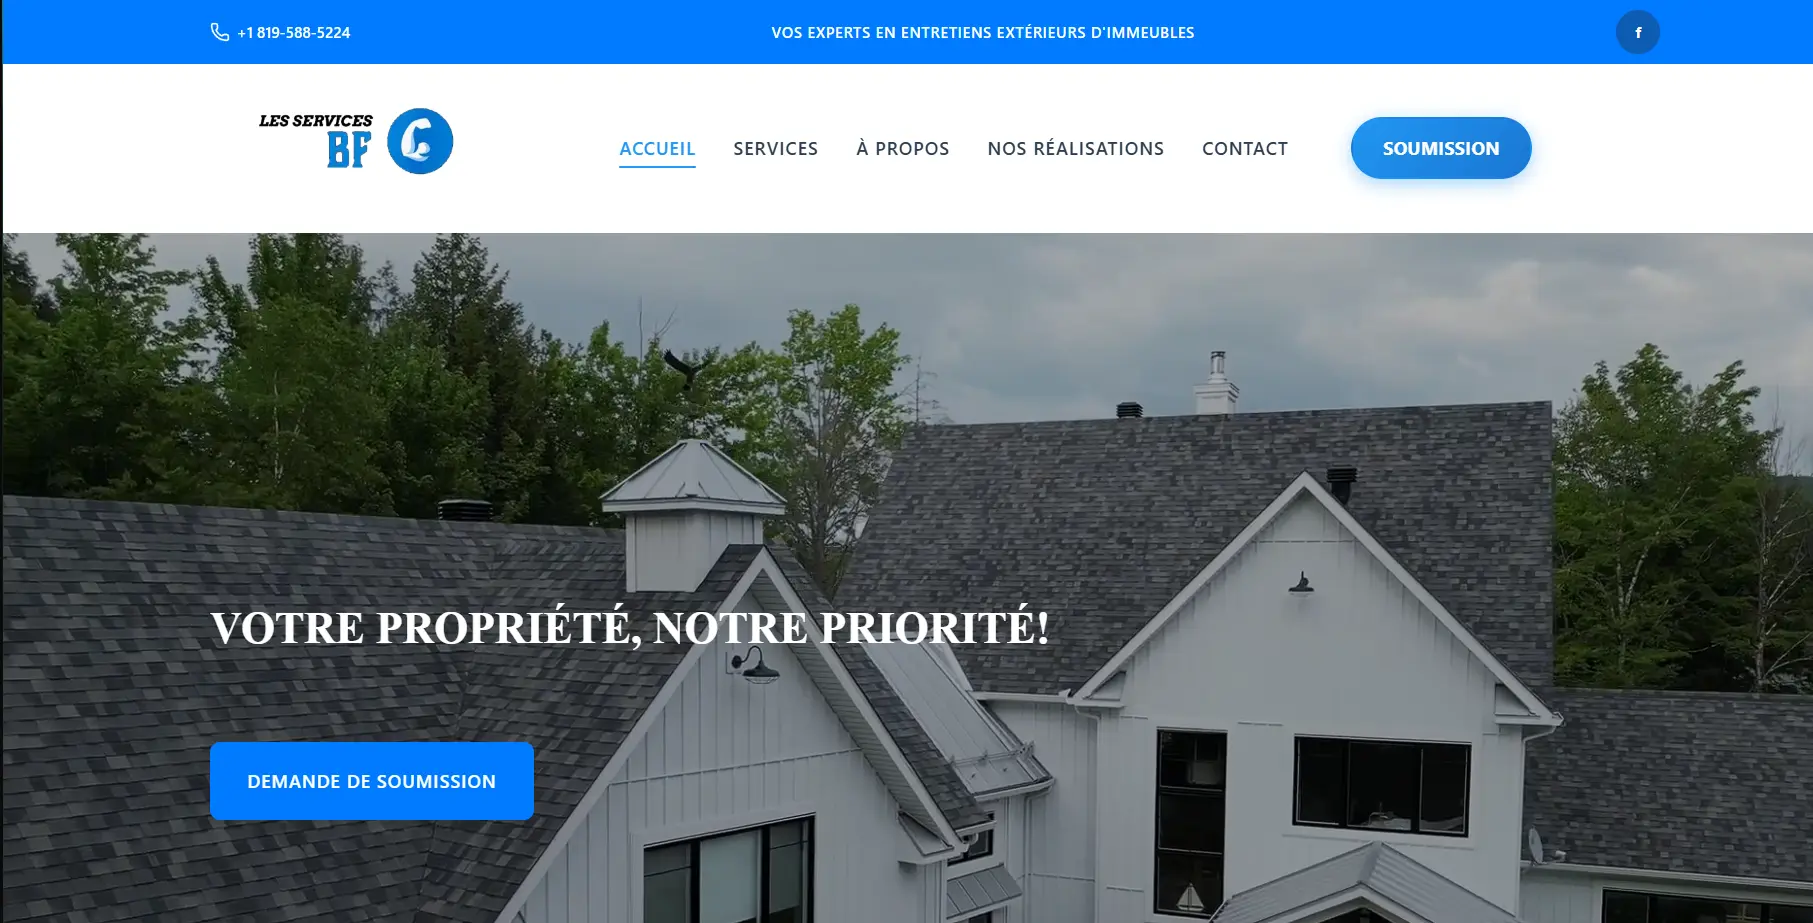 +1 819-588-5224
VOS EXPERTS EN ENTRETIENS EXTÉRIEURS D'IMMEUBLES
f
LES SERVICES
BF
ACCUEIL
SERVICES
À PROPOS
NOS RÉALISATIONS
CONTACT
SOUMISSION
VOTRE PROPRIÉTÉ, NOTRE PRIORITÉ!
DEMANDE DE SOUMISSION